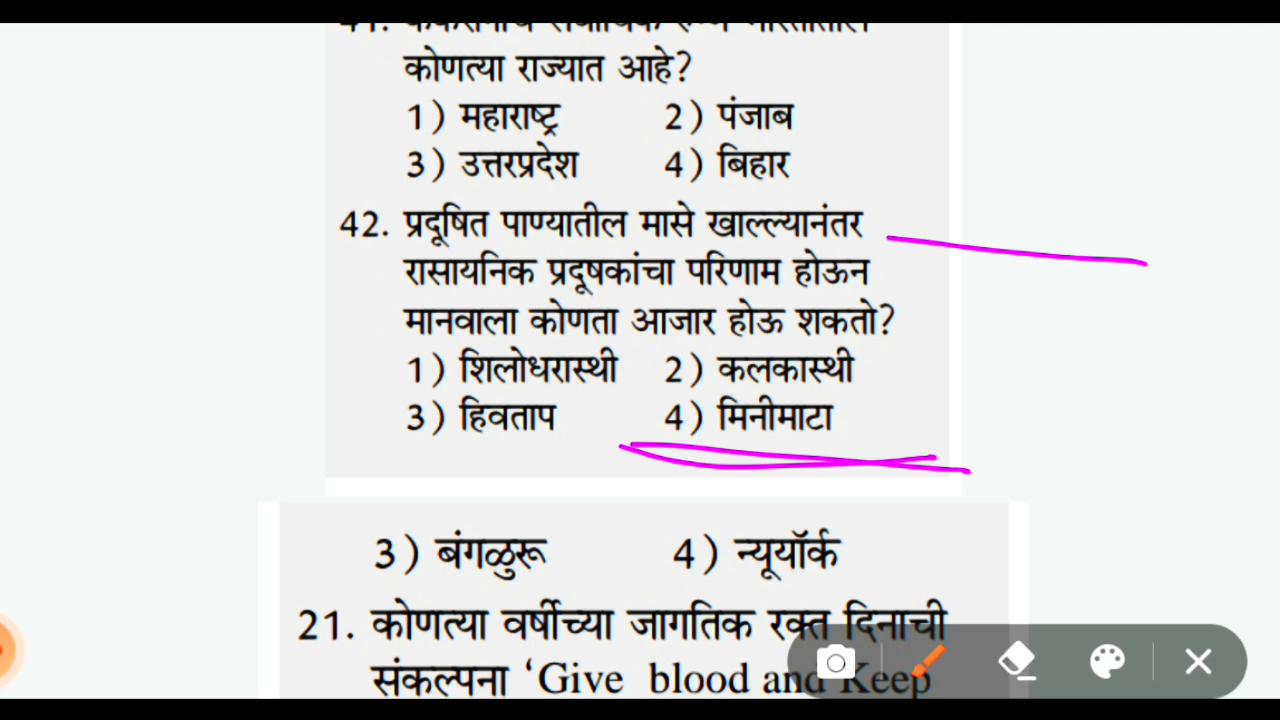 कोणत्या राज्यात आहे?
1) महाराष्ट्र 2) पंजाब
3) उत्तरप्रदेश 4) बिहार
42. प्रदूषित पाण्यातील मासे खाल्ल्यानंतर
रासायनिक प्रदूषकांचा परिणाम होऊन
मानवाला कोणता आजार होऊ शकतो?
1) शिलोधरास्थी 2) कलकास्थी
3) हिवताप 4) मिनीमाटा
3) बंगळुरू 4) न्यूयॉर्क
21. कोणत्या वर्षीच्या जागतिक रक्त दिनाची
संकल्पना ‘Give blood and Keep